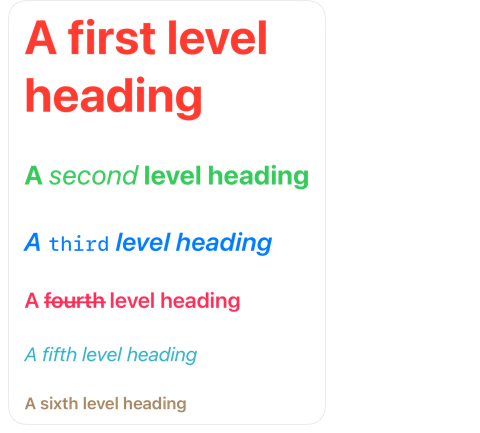 A first level
heading
A second level heading
A third level heading
A fourth level heading
A fifth level heading
A sixth level heading